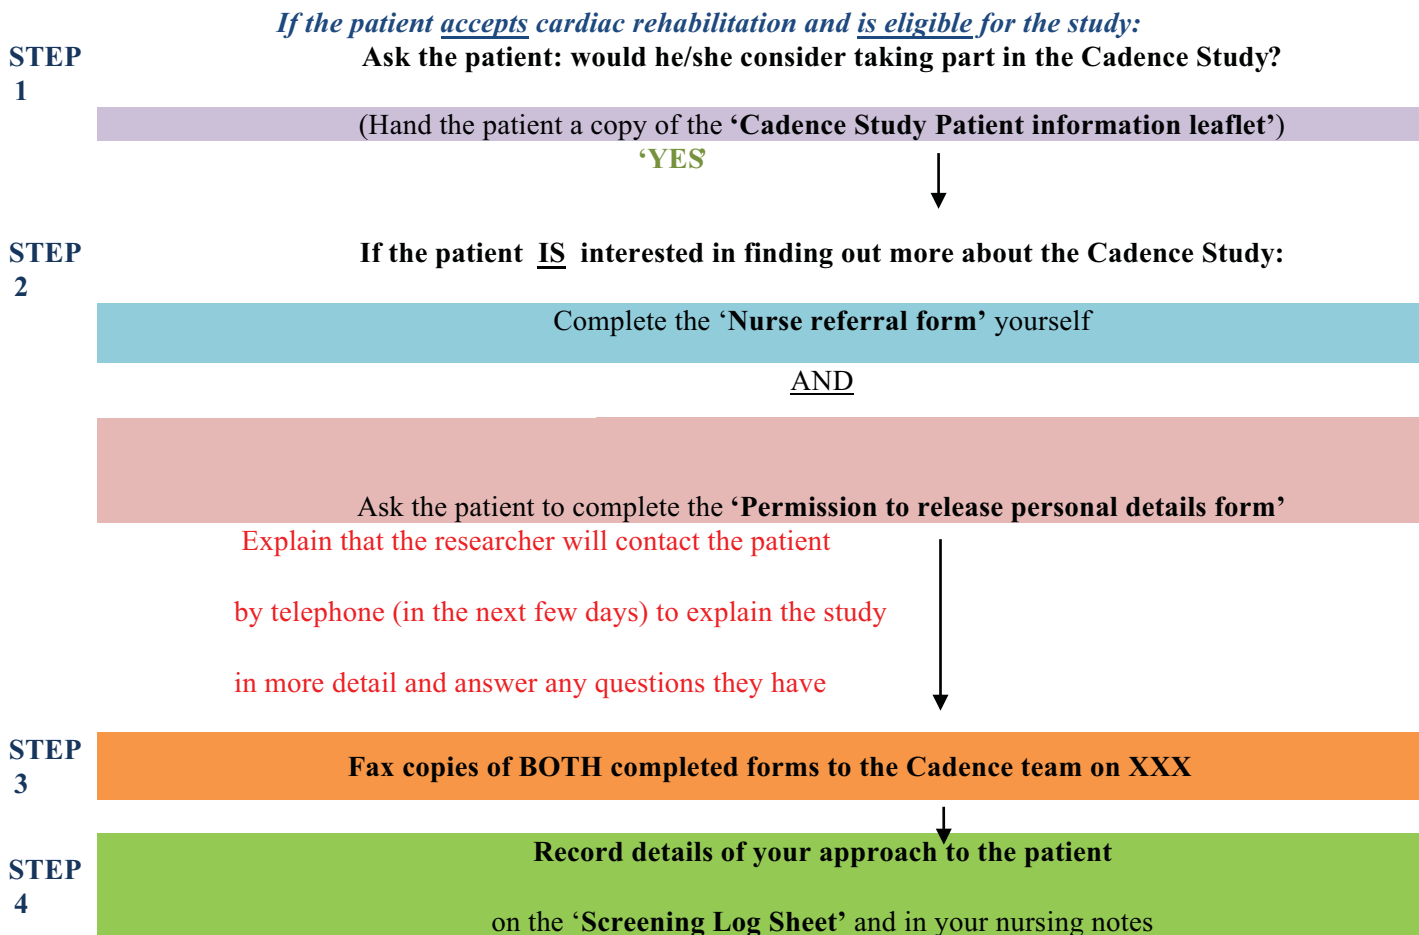 If the patient accepts cardiac rehabilitation and is eligible for the study:
STEP 1
Ask the patient: would he/she consider taking part in the Cadence Study?
(Hand the patient a copy of the ‘Cadence Study Patient information leaflet’)
‘YES’
STEP 2
If the patient IS interested in finding out more about the Cadence Study:
Complete the ‘Nurse referral form’ yourself
AND
Ask the patient to complete the ‘Permission to release personal details form’
Explain that the researcher will contact the patient
by telephone (in the next few days) to explain the study
in more detail and answer any questions they have
STEP 3
Fax copies of BOTH completed forms to the Cadence team on XXX
STEP 4
Record details of your approach to the patient
on the ‘Screening Log Sheet’ and in your nursing notes